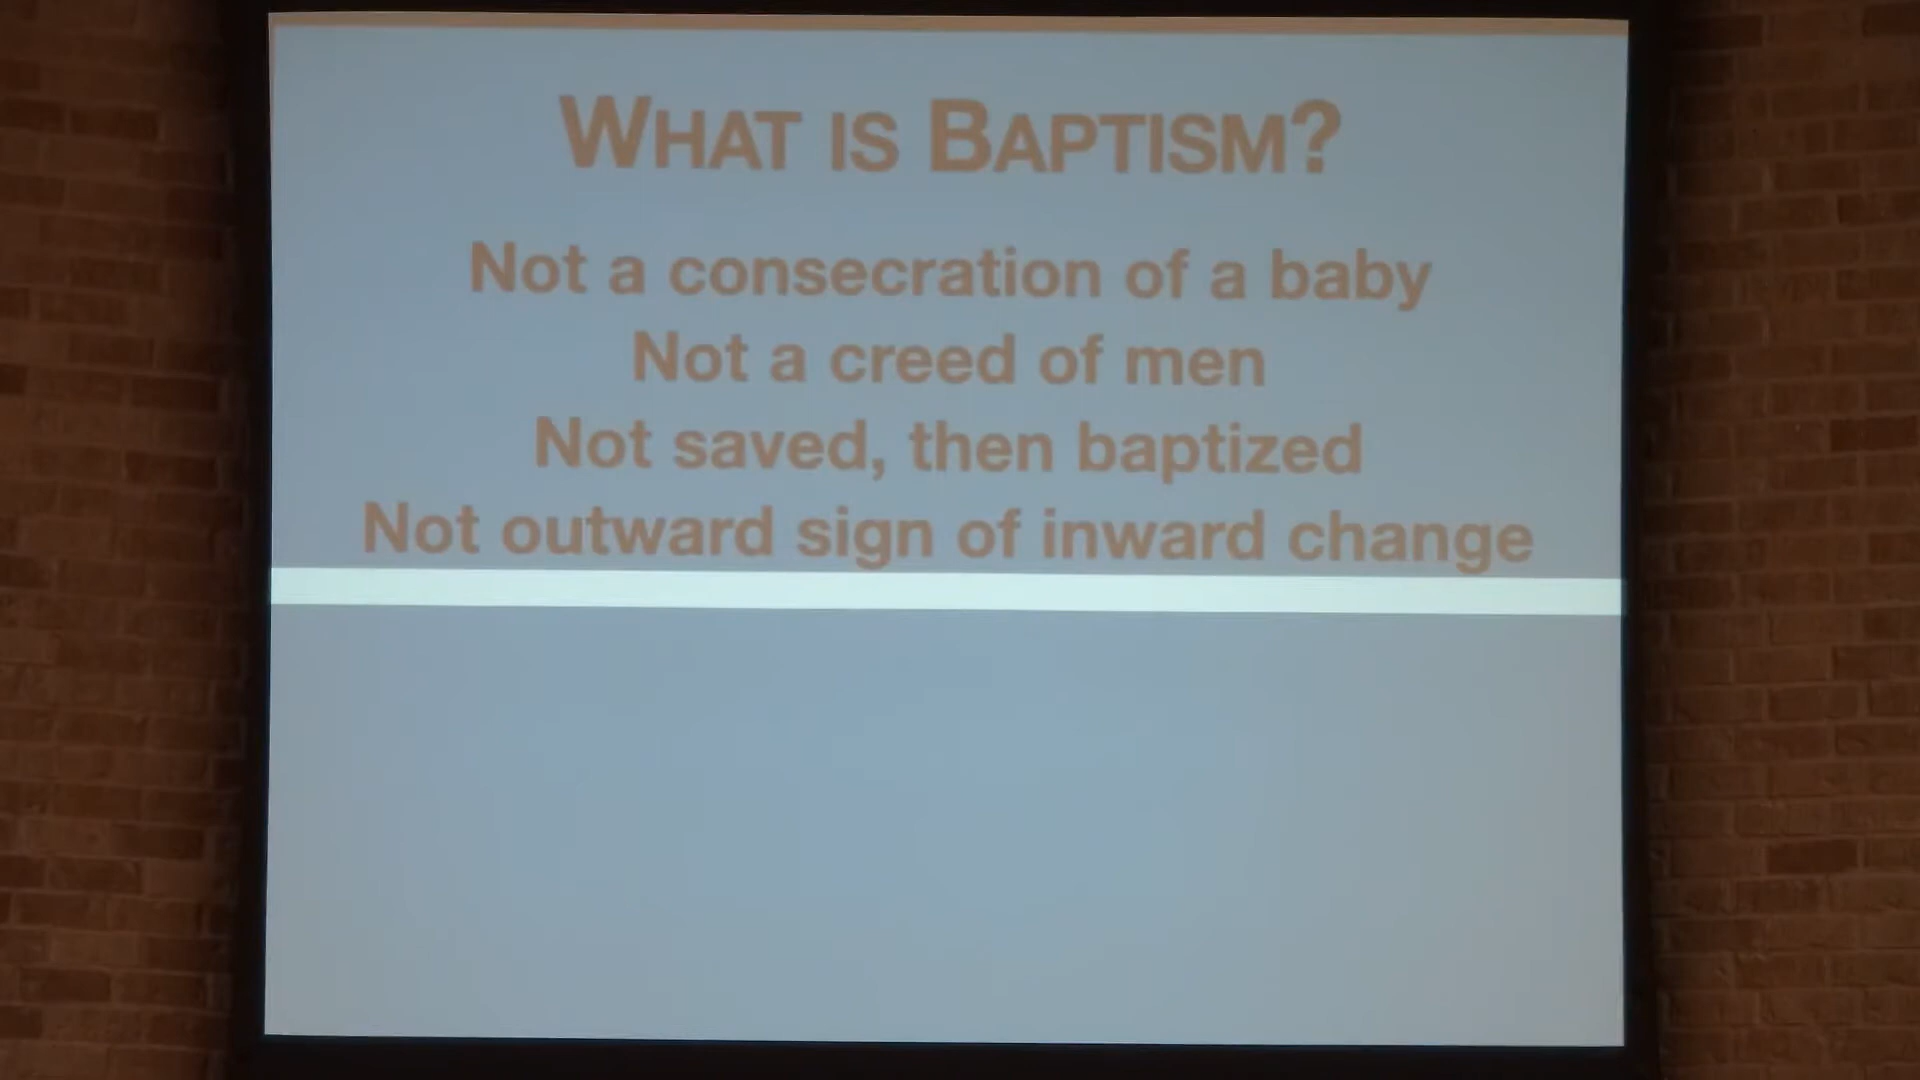 WHAT IS BAPTISM?
Not a consecration of a baby
Not a creed of men
Not saved, then baptized
Not outward sign of inward change